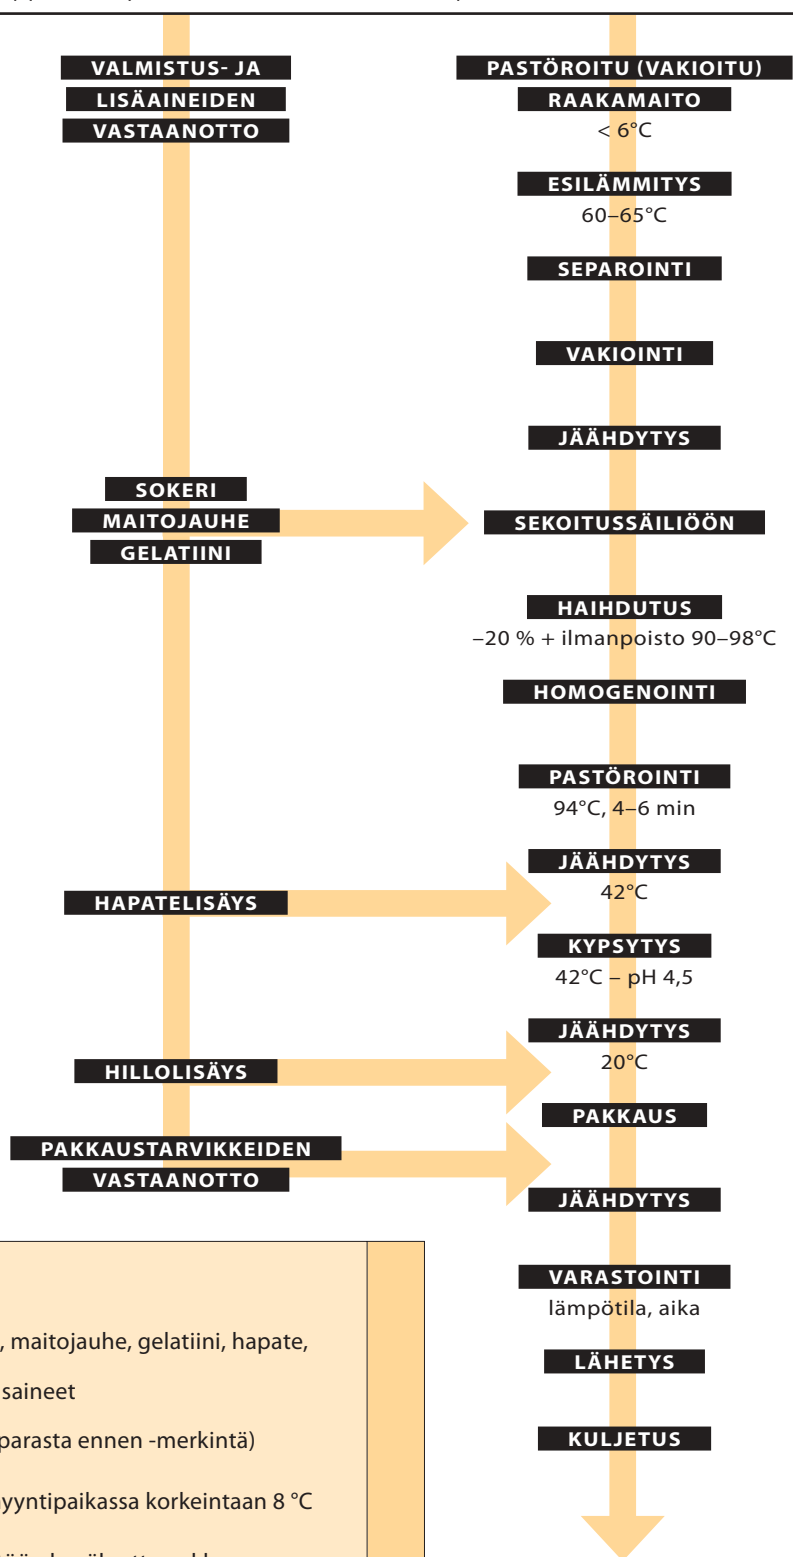 VALMISTUS- JA
LISÄAINEIDEN
VASTAANOTTO
PASTÖROITU (VAKIOITU)
RAAKAMAITO
< 6°C
ESILÄMMITYS
60–65°C
SEPAROINTI
VAKIOINTI
JÄÄHDYTYS
SOKERI
MAITOJAUHE
GELATIINI
SEKOITUSSÄILIÖÖN
HAIHDUTUS
–20 % + ilmanpoisto 90–98°C
HOMOGENOINTI
PASTÖROINTI
94°C, 4–6 min
JÄÄHDYTYS
42°C
HAPATELISÄYS
KYPSYTYS
42°C – pH 4,5
JÄÄHDYTYS
20°C
HILLOLISÄYS
PAKKAUS
PAKKAUSTARVIKKEIDEN
VASTAANOTTO
JÄÄHDYTYS
VARASTOINTI
lämpötila, aika
LÄHETYS
KULJETUS
, maitojauhe, gelatiini, hapate,
saineet
parasta ennen -merkintä)
yyntipaikassa korkeintaan 8 °C